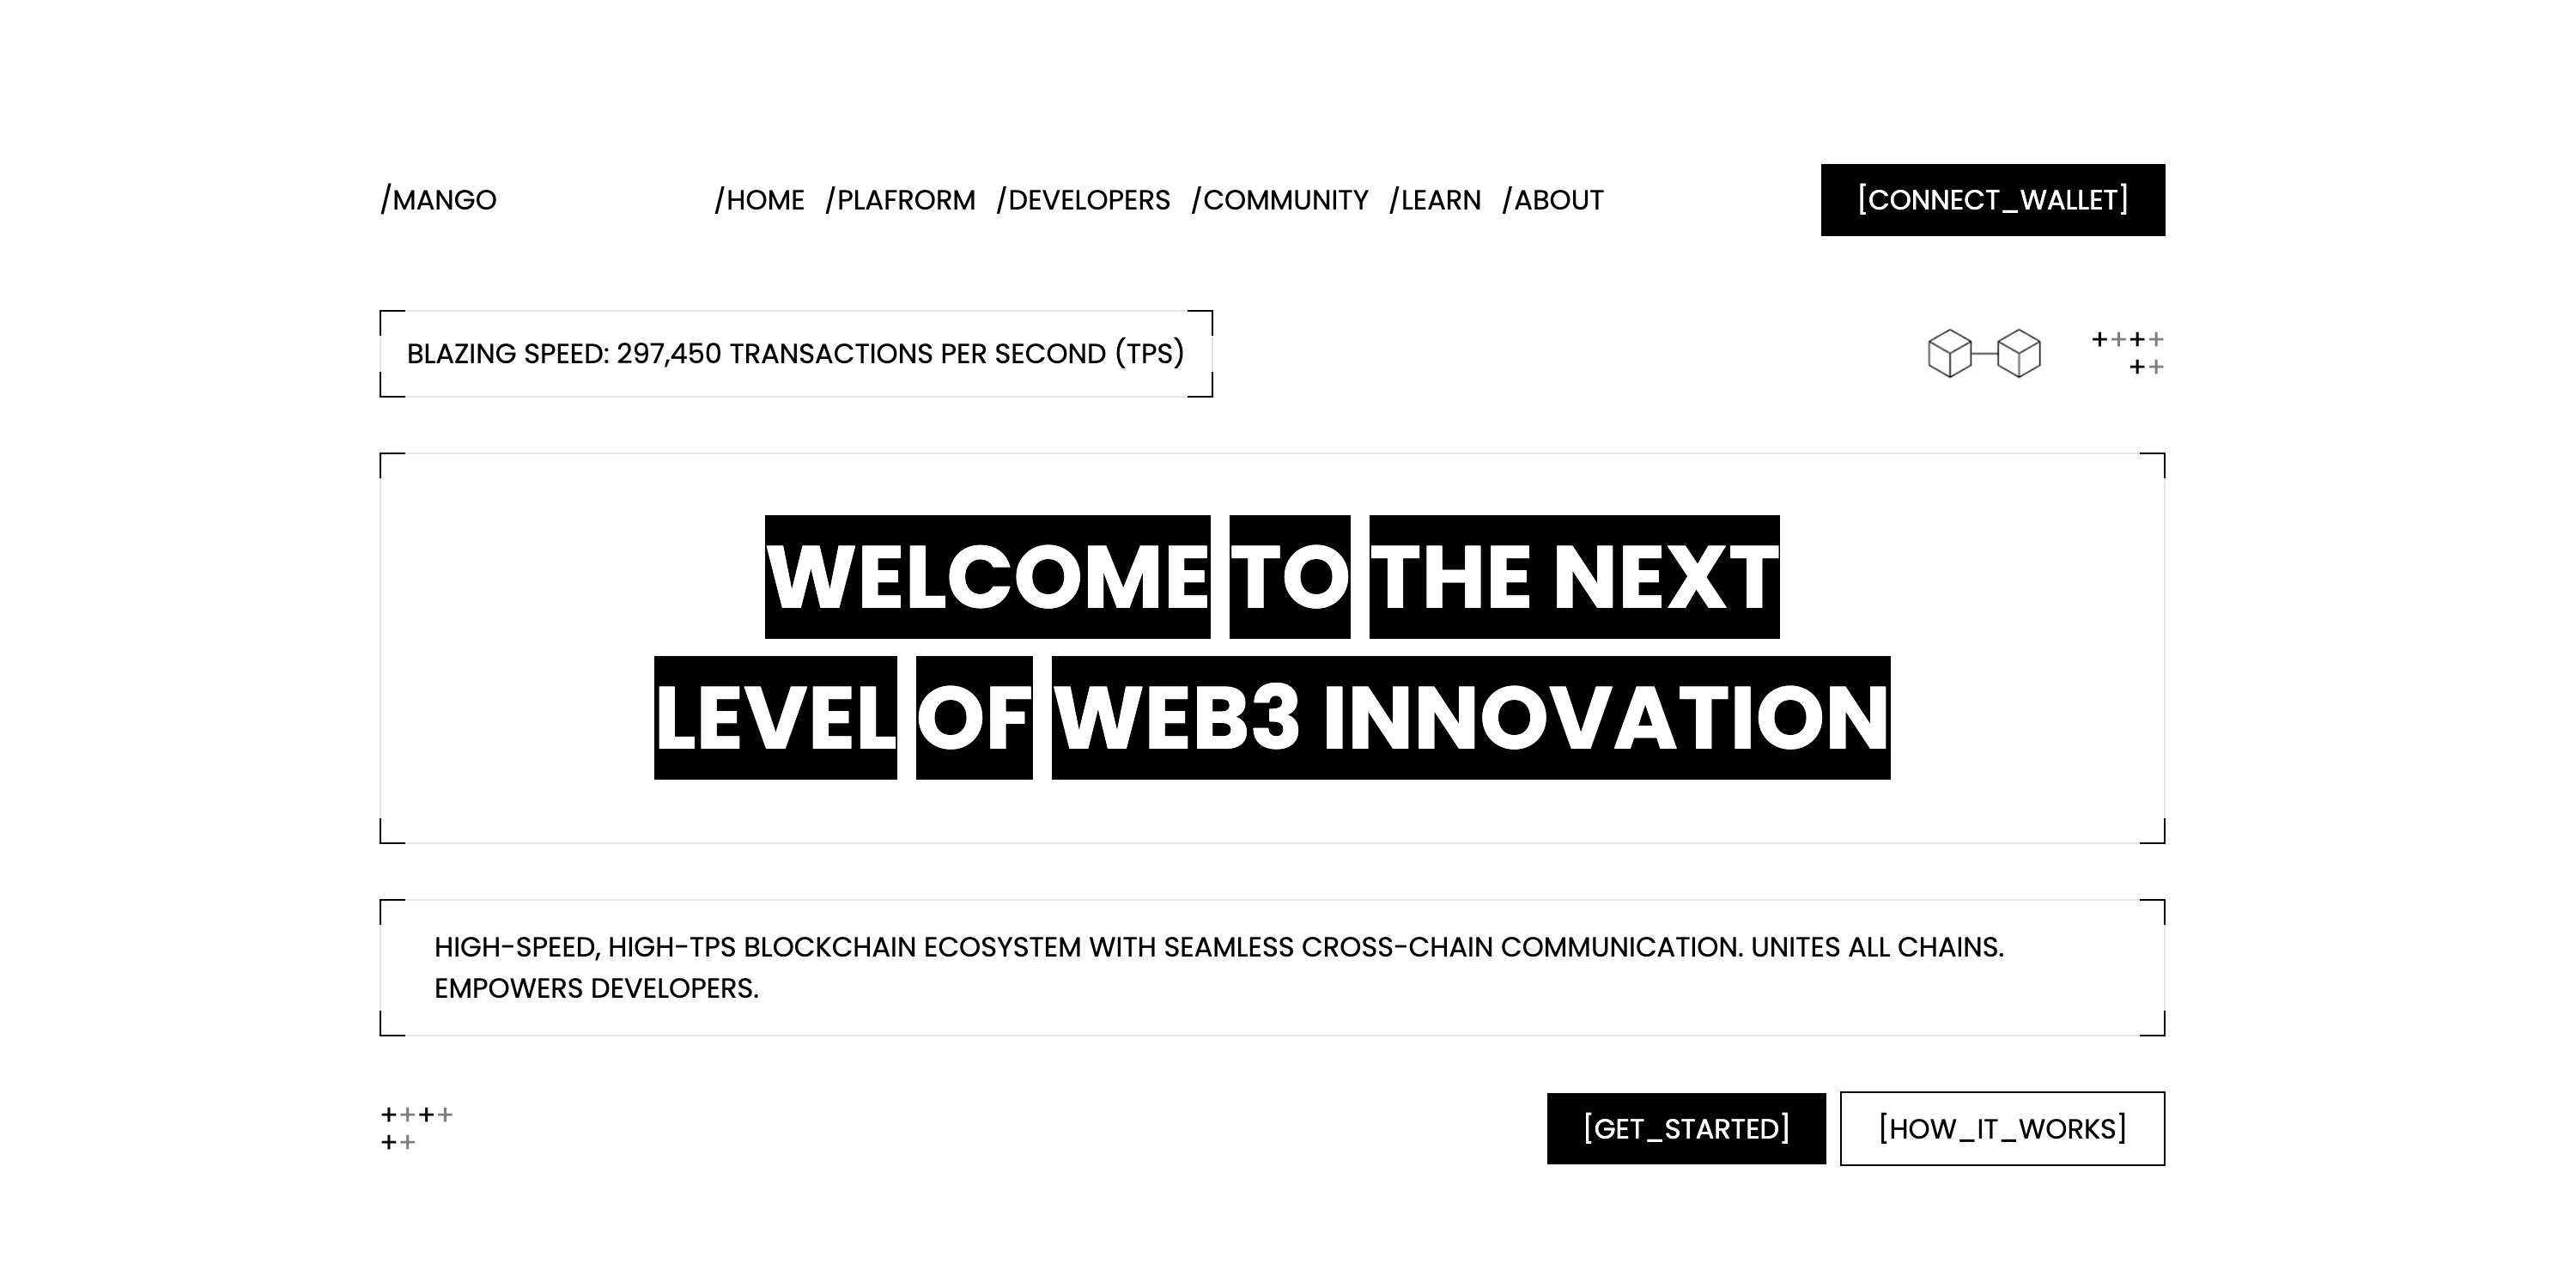 /MANGO /HOME /PLAFRORM /DEVELOPERS /COMMUNITY /LEARN /ABOUT [CONNECT_WALLET]
BLAZING SPEED: 297,450 TRANSACTIONS PER SECOND (TPS)
++++
++
WELCOME TO THE NEXT
LEVEL OF WEB3 INNOVATION
HIGH-SPEED, HIGH-TPS BLOCKCHAIN ECOSYSTEM WITH SEAMLESS CROSS-CHAIN COMMUNICATION. UNITES ALL CHAINS.
EMPOWERS DEVELOPERS.
++++
++
[GET_STARTED] [HOW_IT_WORKS]